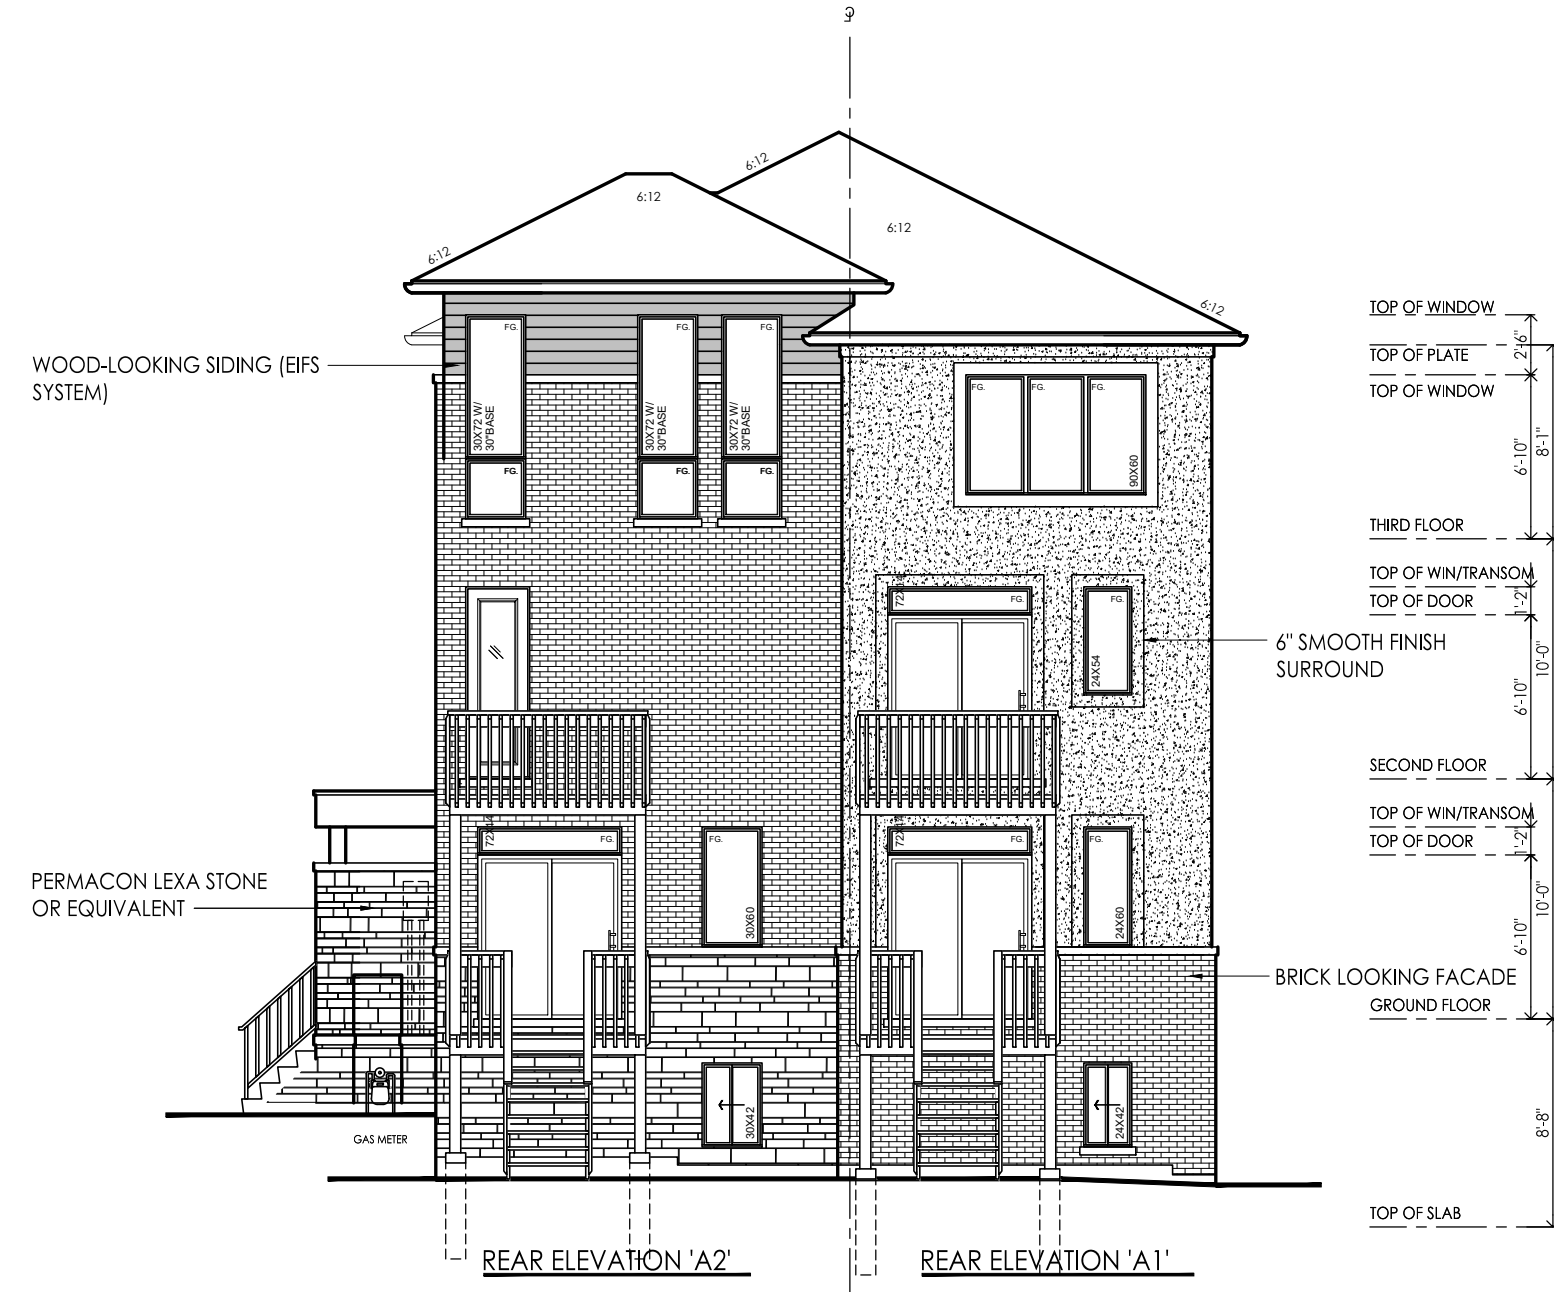 6:12
6:12
6:12
6:12
6:12
TOP OF WINDOW
2'-6"
TOP OF PLATE
TOP OF WINDOW
WOOD-LOOKING SIDING (EIFS
SYSTEM)
FG.
FG.
FG.
FG.
FG.
FG.
30X72 W/
30"BASE
30X72 W/
30"BASE
30X72 W/
30"BASE
90X60
6'-10"
8'-1"
FG.
FG.
FG.
THIRD FLOOR
TOP OF WIN/TRANSOM
1'-2"
TOP OF DOOR
72X14
FG.
FG.
24X54
6" SMOOTH FINISH
SURROUND
6'-10"
10'-0"
SECOND FLOOR
TOP OF WIN/TRANSOM
1'-2"
TOP OF DOOR
72X14
FG.
FG.
72X14
FG.
FG.
PERMACON LEXA STONE
OR EQUIVALENT
30X60
24X60
6'-10"
10'-0"
BRICK LOOKING FACADE
GROUND FLOOR
30X42
24X42
8'-8"
GAS METER
TOP OF SLAB
REAR ELEVATION 'A2'
REAR ELEVATION 'A1'